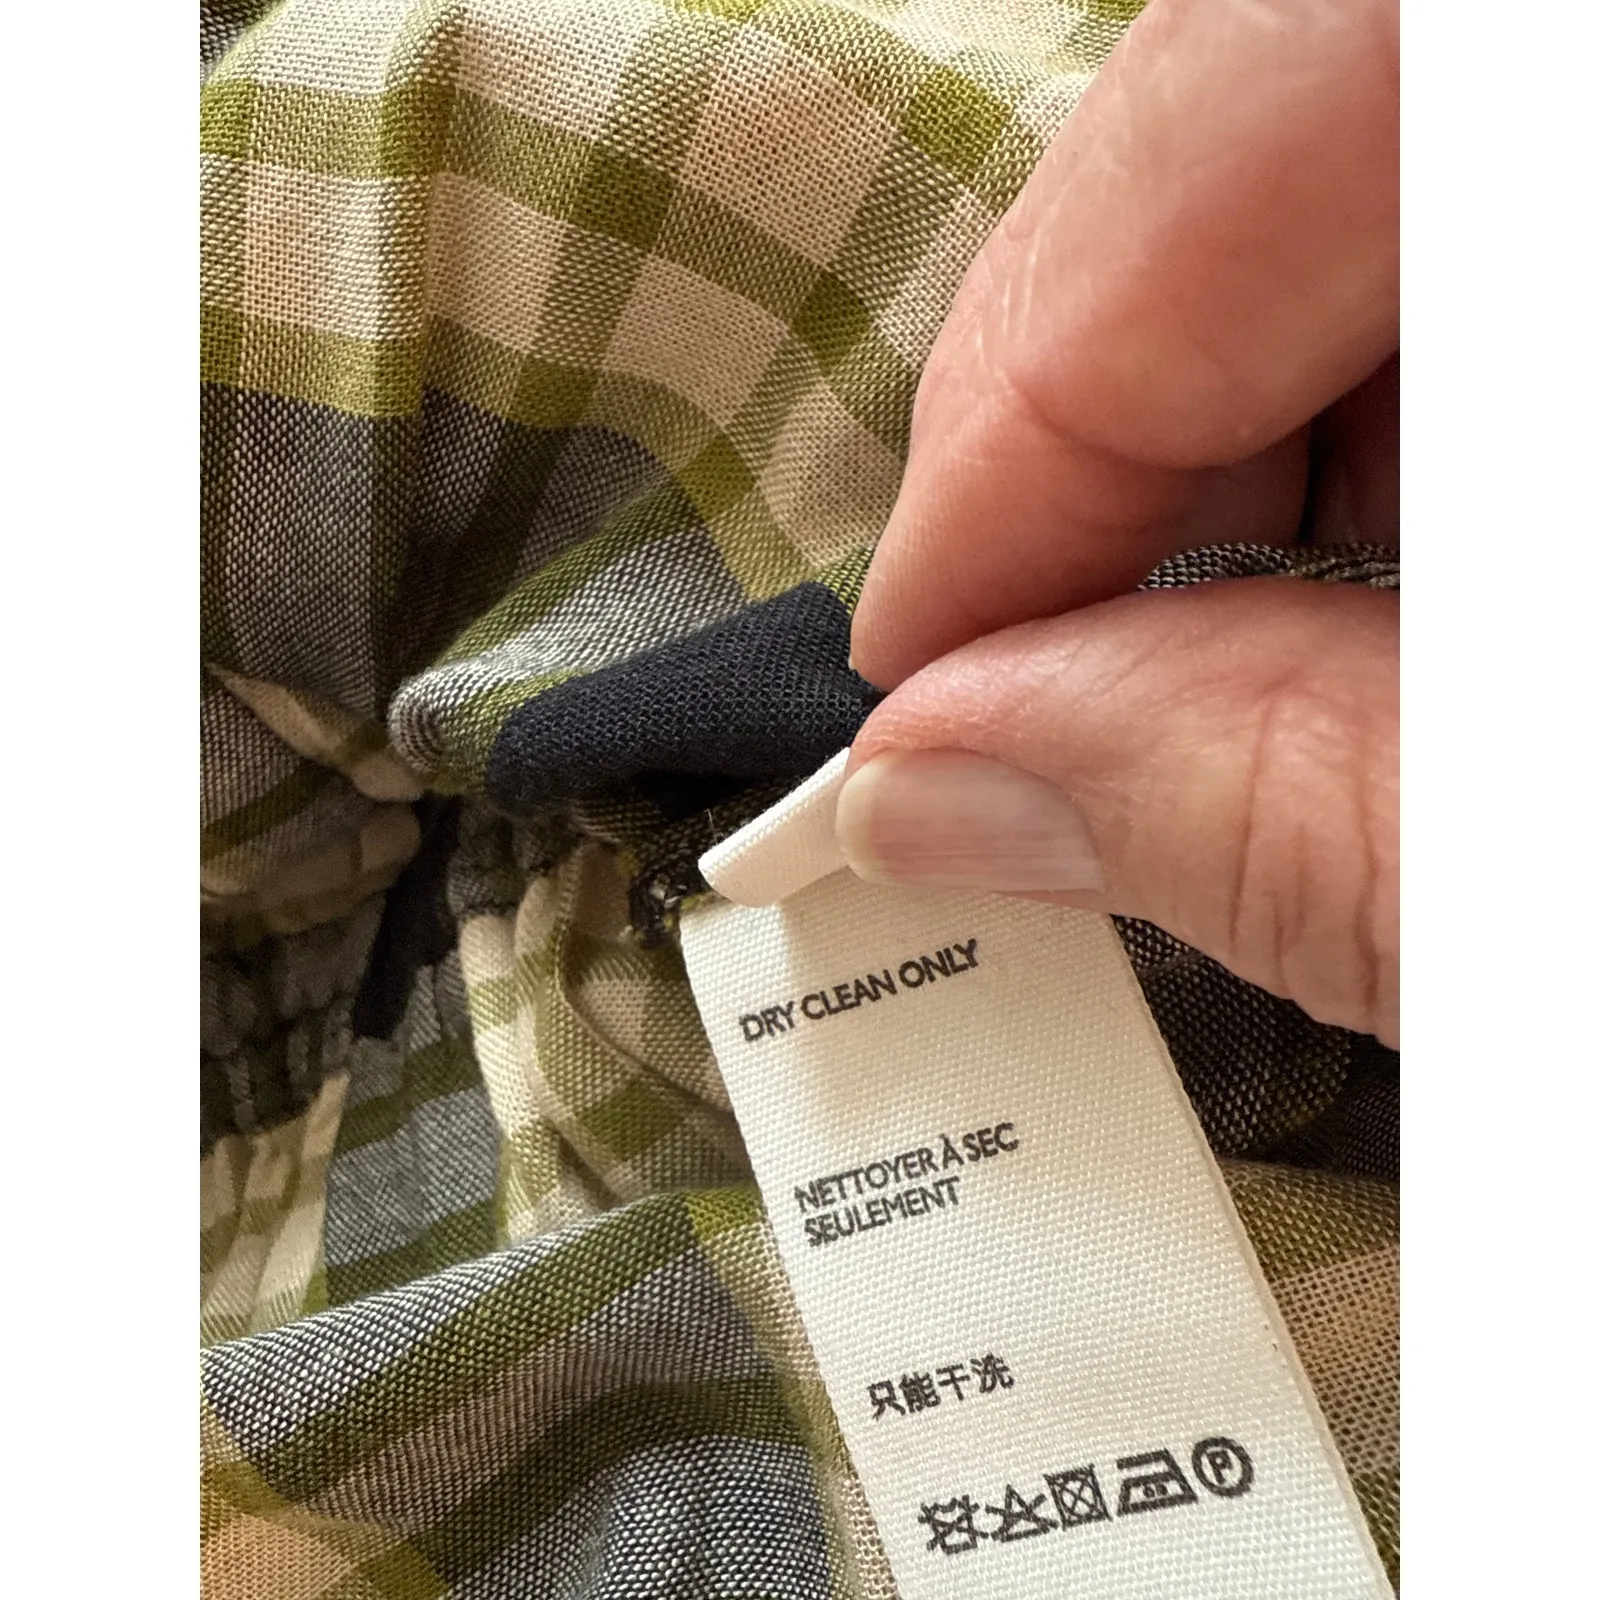 DRY CLEAN ONLY
NETTOYER À SEC
SEULEMENT
只能干洗
P